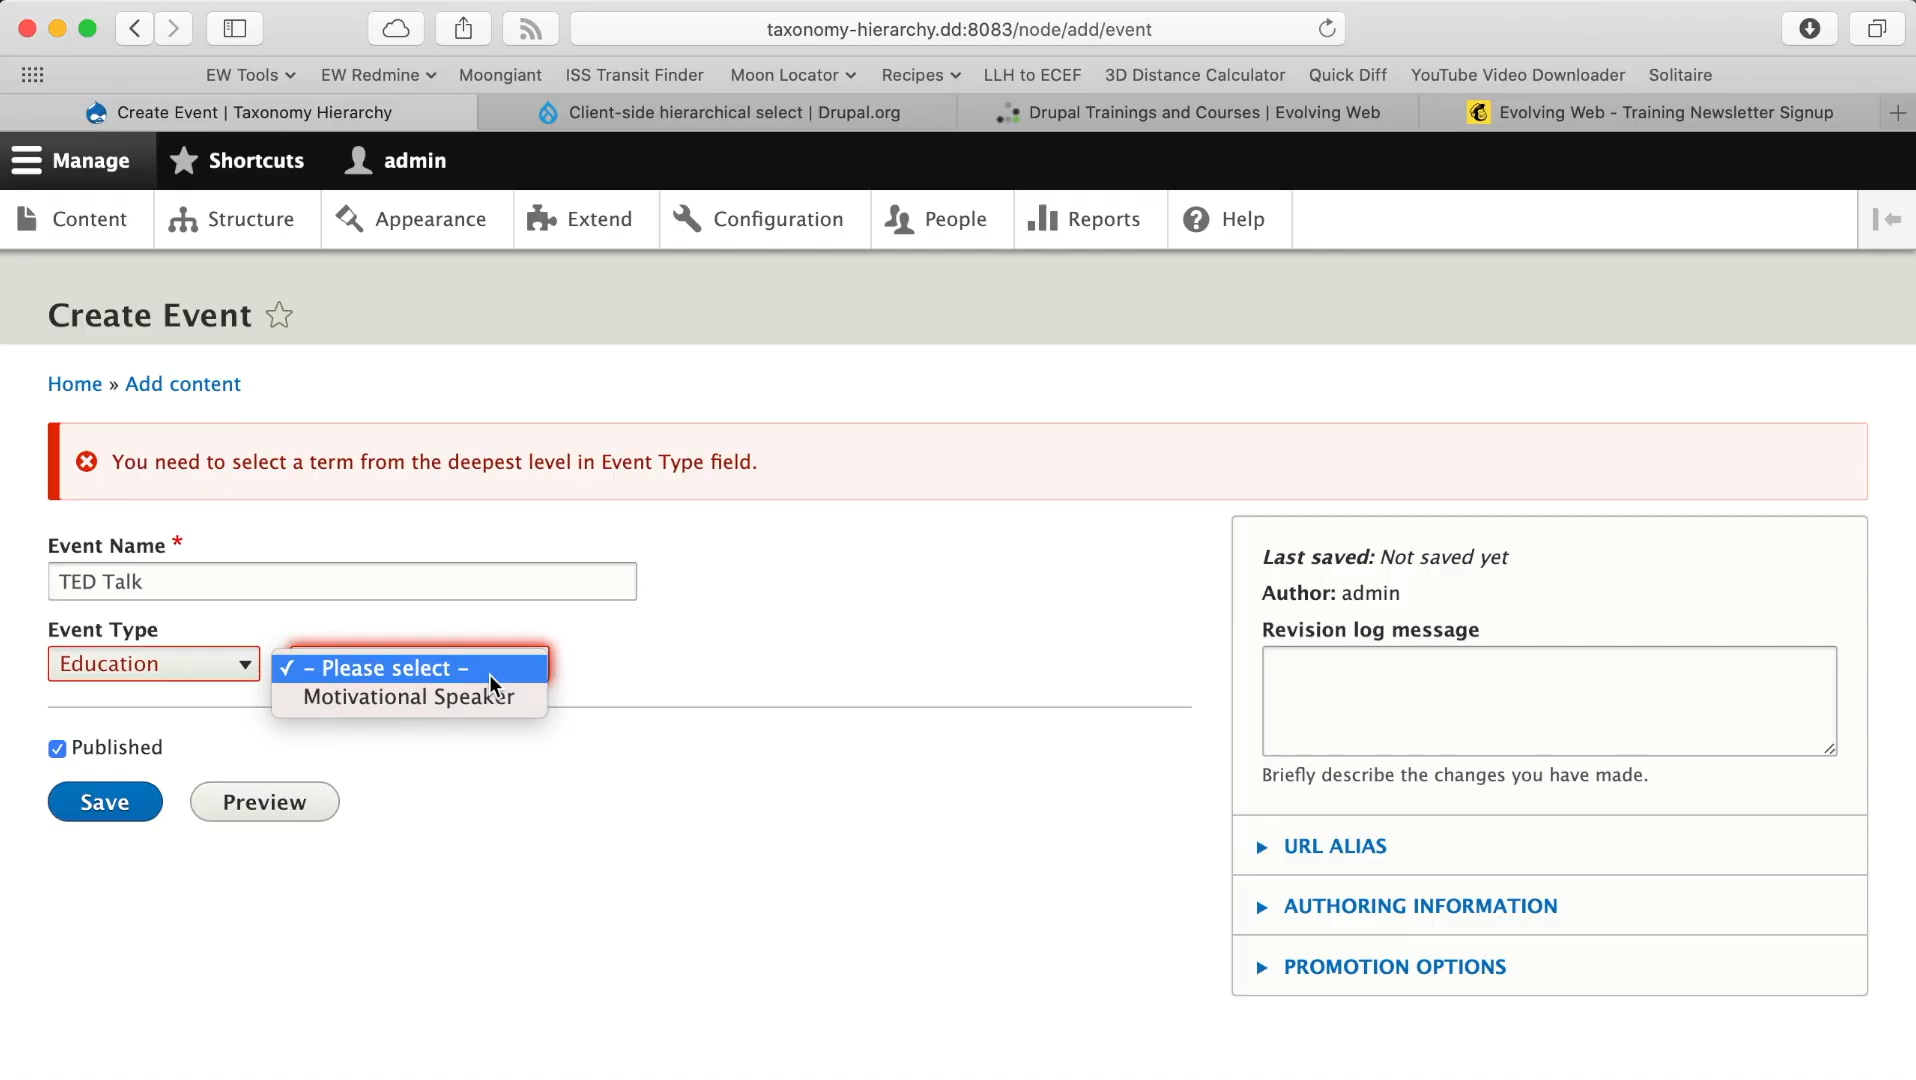 taxonomy-hierarchy.dd:8083/node/add/event
EW Tools EW Redmine Moongiant ISS Transit Finder Moon Locator Recipes LLH to ECEF 3D Distance Calculator Quick Diff YouTube Video Downloader Solitaire
Create Event | Taxonomy Hierarchy Client-side hierarchical select | Drupal.org Drupal Trainings and Courses | Evolving Web Evolving Web - Training Newsletter Signup
Manage Shortcuts admin
Content Structure Appearance Extend Configuration People Reports Help
Create Event
Home » Add content
You need to select a term from the deepest level in Event Type field.
Event Name *
TED Talk
Event Type
Education
✓ – Please select –
Motivational Speaker
Published
Save Preview
Last saved: Not saved yet
Author: admin
Revision log message
Briefly describe the changes you have made.
URL ALIAS
AUTHORING INFORMATION
PROMOTION OPTIONS